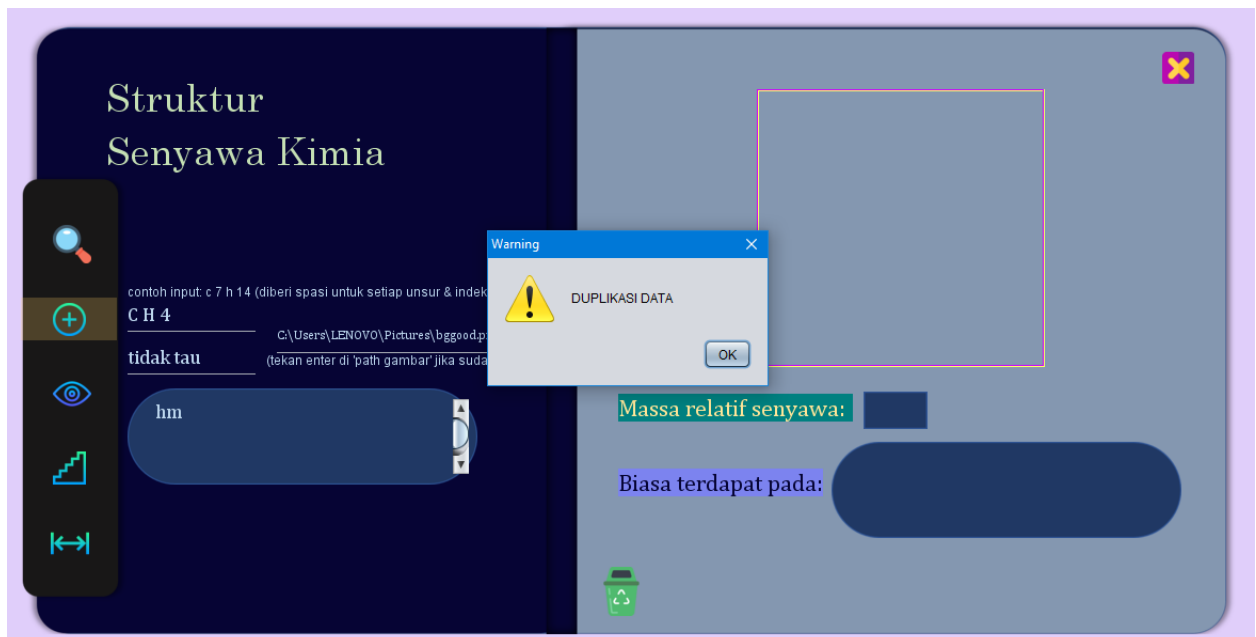 Struktur
Senyawa Kimia
Warning
DUPLIKASI DATA
OK
contoh input: c 7 h 14 (diberi spasi untuk setiap unsur & indek
C H 4
C:\Users\LENOVO\Pictures\bggood.p
tidak tau
(tekan enter di 'path gambar' jika suda
hm
Massa relatif senyawa:
Biasa terdapat pada: